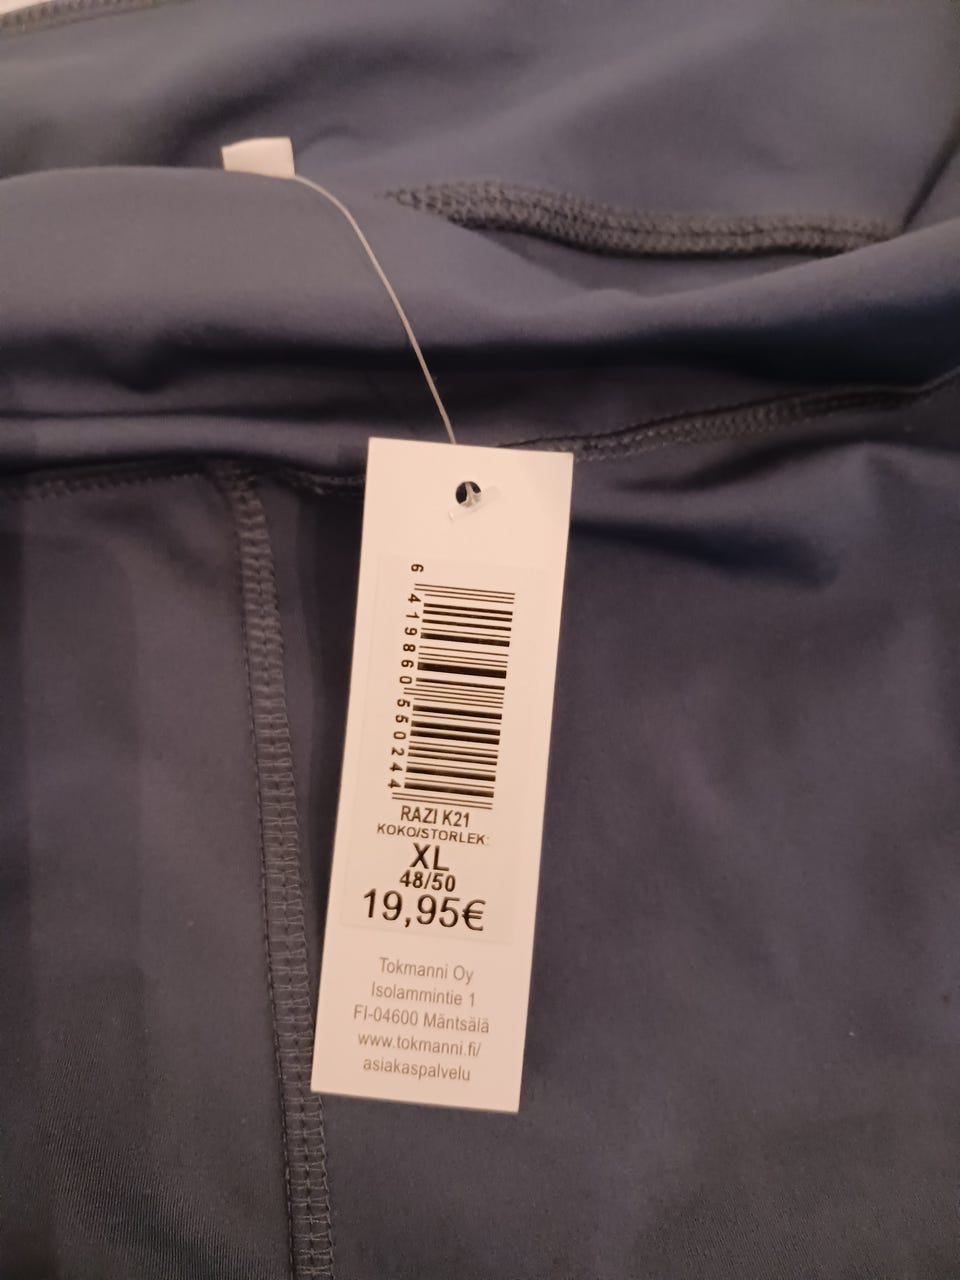 6 419860 550244
RAZI K21
KOKO/STORLEK:
XL
48/50
19,95€
Tokmanni Oy
Isolammintie 1
FI-04600 Mäntsälä
www.tokmanni.fi/
asiakaspalvelu